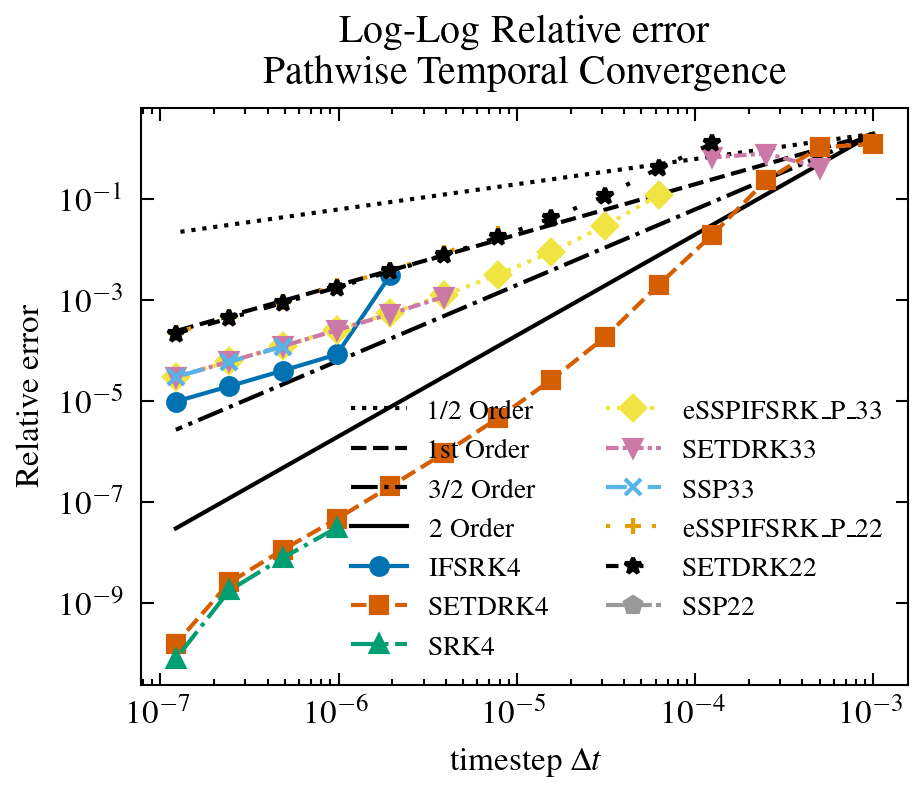 Log-Log Relative error
Pathwise Temporal Convergence
Relative error
10⁻¹
10⁻³
10⁻⁵
10⁻⁷
10⁻⁹
1/2 Order
1st Order
3/2 Order
2 Order
IFSRK4
SETDRK4
SRK4
eSSPIFSRK_P_33
SETDRK33
SSP33
eSSPIFSRK_P_22
SETDRK22
SSP22
10⁻⁷ 10⁻⁶ 10⁻⁵ 10⁻⁴ 10⁻³
timestep Δt